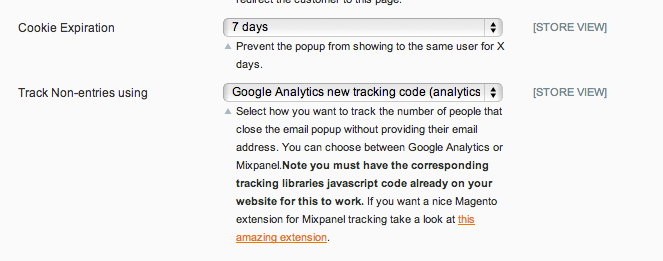 redirect the customer to this page.
Cookie Expiration 7 days [STORE VIEW]
Prevent the popup from showing to the same user for X
days.
Track Non-entries using Google Analytics new tracking code (analytics [STORE VIEW]
Select how you want to track the number of people that
close the email popup without providing their email
address. You can choose between Google Analytics or
Mixpanel.Note you must have the corresponding
tracking libraries javascript code already on your
website for this to work. If you want a nice Magento
extension for Mixpanel tracking take a look at this
amazing extension.